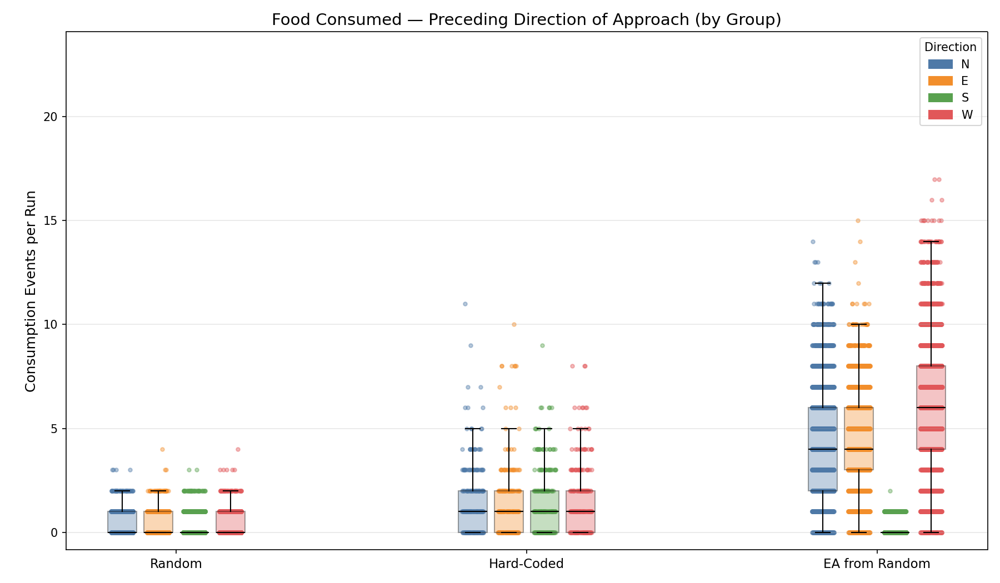 Food Consumed — Preceding Direction of Approach (by Group)
Direction
N
E
S
W
Consumption Events per Run
20
15
10
5
0
Random
Hard-Coded
EA from Random